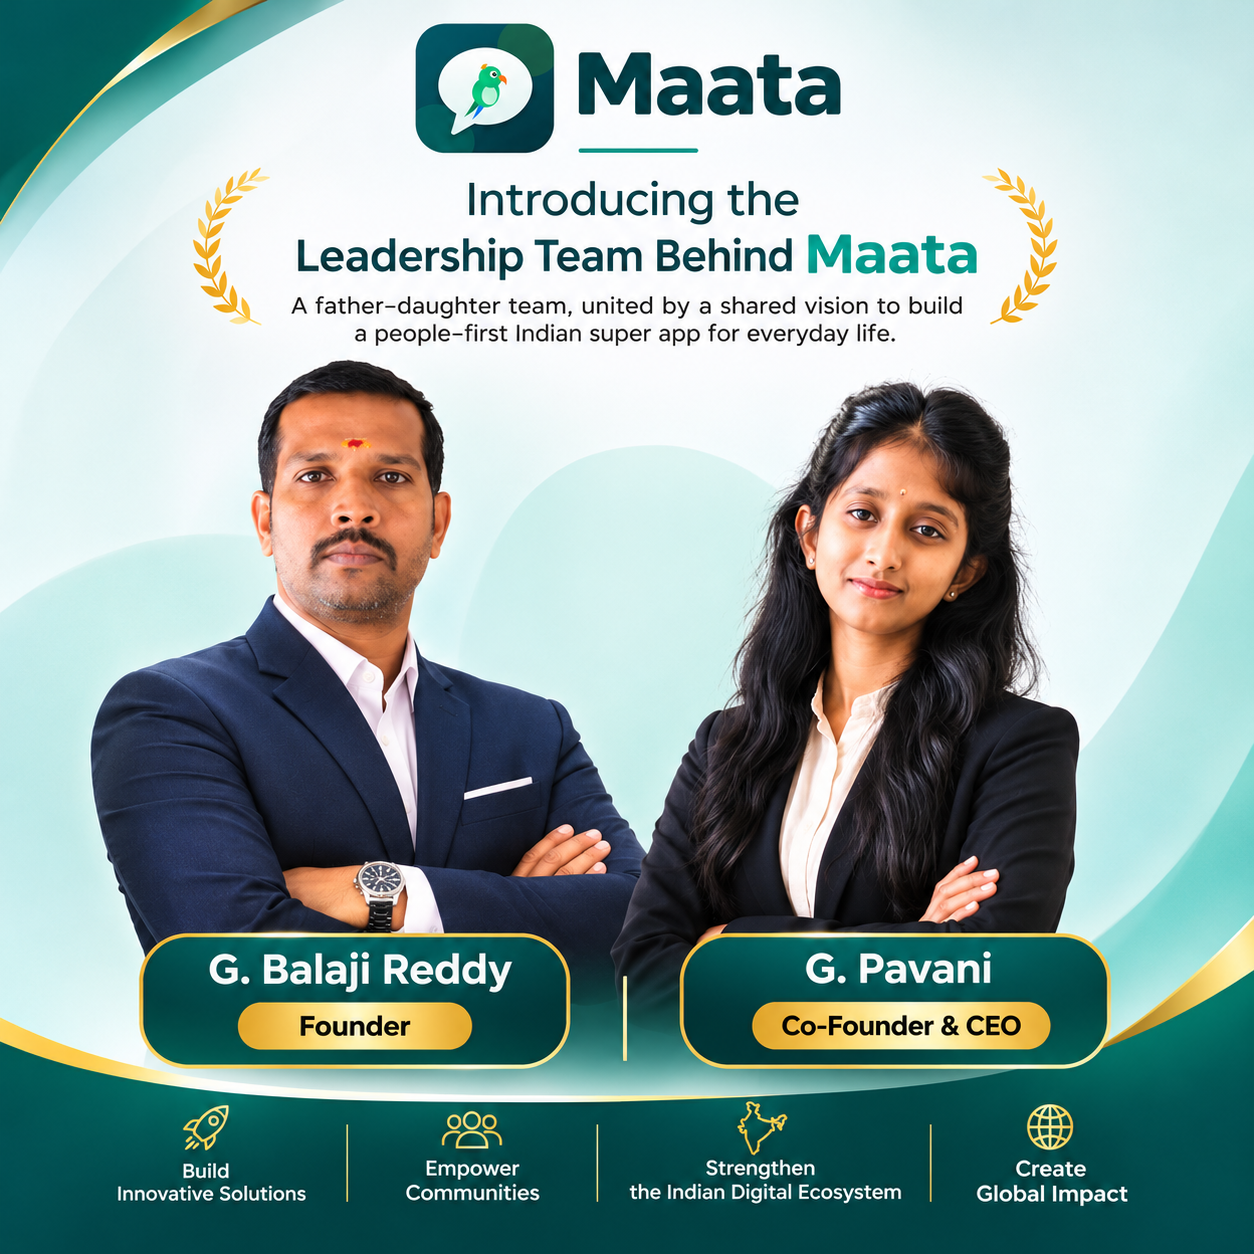 Maata
Introducing the
Leadership Team Behind Maata
A father-daughter team, united by a shared vision to build
a people-first Indian super app for everyday life.
G. Balaji Reddy
Founder
G. Pavani
Co-Founder & CEO
Build
Innovative Solutions
Empower
Communities
Strengthen
the Indian Digital Ecosystem
Create
Global Impact